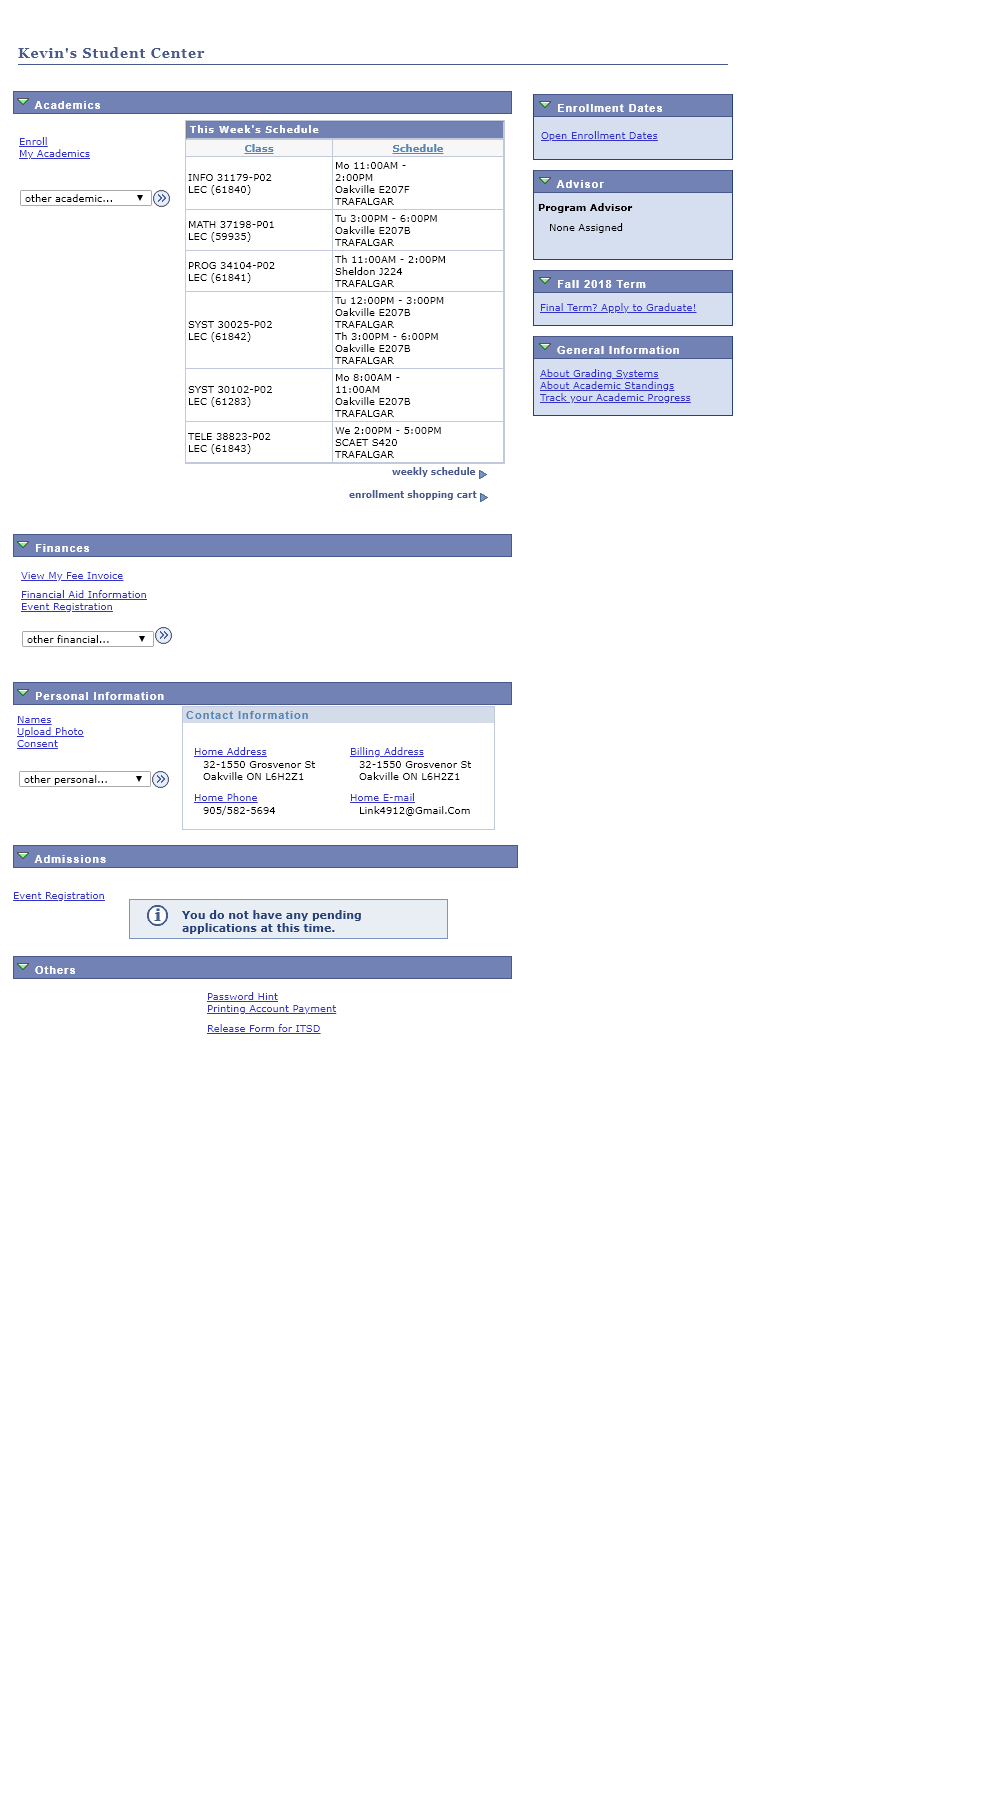 Kevin's Student Center
Academics
Enroll
My Academics
other academic...
This Week's Schedule
Class Schedule
INFO 31179-P02
LEC (61840)
Mo 11:00AM -
2:00PM
Oakville E207F
TRAFALGAR
MATH 37198-P01
LEC (59935)
Tu 3:00PM - 6:00PM
Oakville E207B
TRAFALGAR
PROG 34104-P02
LEC (61841)
Th 11:00AM - 2:00PM
Sheldon J224
TRAFALGAR
SYST 30025-P02
LEC (61842)
Tu 12:00PM - 3:00PM
Oakville E207B
TRAFALGAR
Th 3:00PM - 6:00PM
Oakville E207B
TRAFALGAR
SYST 30102-P02
LEC (61283)
Mo 8:00AM -
11:00AM
Oakville E207B
TRAFALGAR
TELE 38823-P02
LEC (61843)
We 2:00PM - 5:00PM
SCAET S420
TRAFALGAR
weekly schedule
enrollment shopping cart
Finances
View My Fee Invoice
Financial Aid Information
Event Registration
other financial...
Personal Information
Names
Upload Photo
Consent
other personal...
Contact Information
Home Address
32-1550 Grosvenor St
Oakville ON L6H2Z1
Billing Address
32-1550 Grosvenor St
Oakville ON L6H2Z1
Home Phone
905/582-5694
Home E-mail
Link4912@Gmail.Com
Admissions
Event Registration
You do not have any pending
applications at this time.
Others
Password Hint
Printing Account Payment
Release Form for ITSD
Enrollment Dates
Open Enrollment Dates
Advisor
Program Advisor
None Assigned
Fall 2018 Term
Final Term? Apply to Graduate!
General Information
About Grading Systems
About Academic Standings
Track your Academic Progress